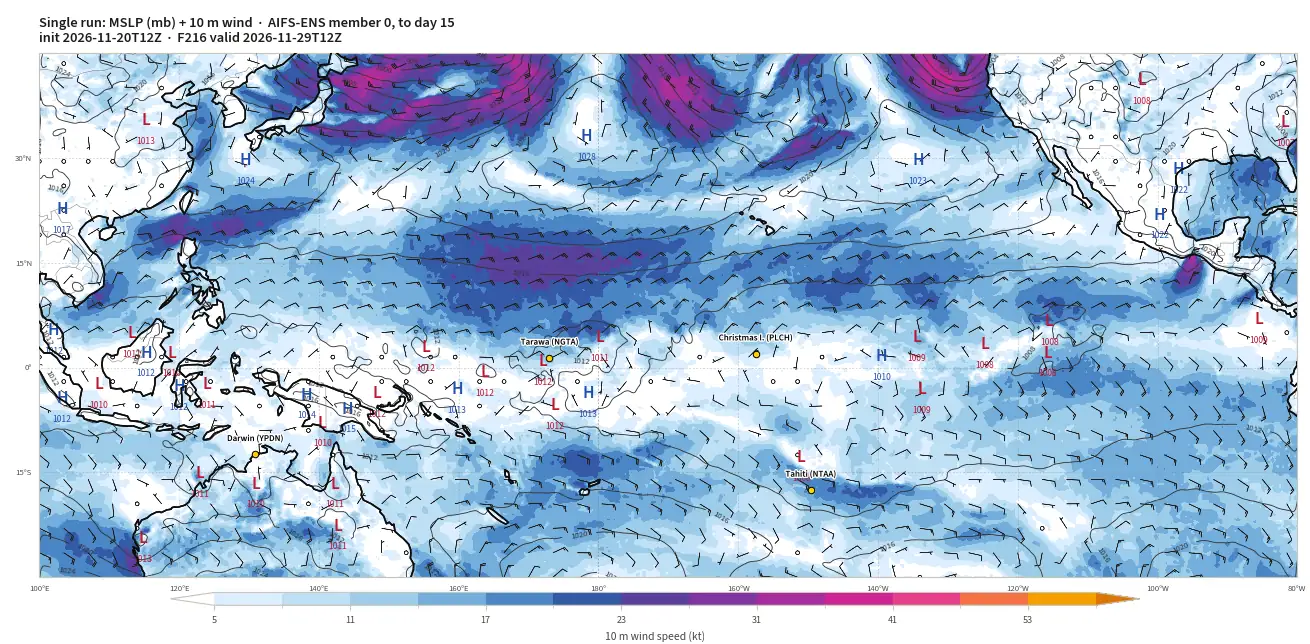 Single run: MSLP (mb) + 10 m wind · AIFS-ENS member 0, to day 15
init 2026-11-20T12Z · F216 valid 2026-11-29T12Z
L 1008
L 1013
H 1028
H 1024
H 1023
30°N
H 1022
H 1017
15°N
L 1009
L 1008
L 1011
L 1009
Tarawa (NGTA)
Christmas I. (PLCH)
L 1012
L 1008
H 1012
H 1010
0°
L 1012
L 1012
L 1010
L 1011
H 1013
H 1013
L 1009
H 1012
H 1014
L 1012
H 1015
L 1012
L 1010
Darwin (YPDN)
L
Tahiti (NTAA)
15°S
L 1011
L 1011
L 1011
100°E
120°E
140°E
160°E
180°
160°W
140°W
120°W
100°W
80°W
5
11
17
23
31
41
53
10 m wind speed (kt)